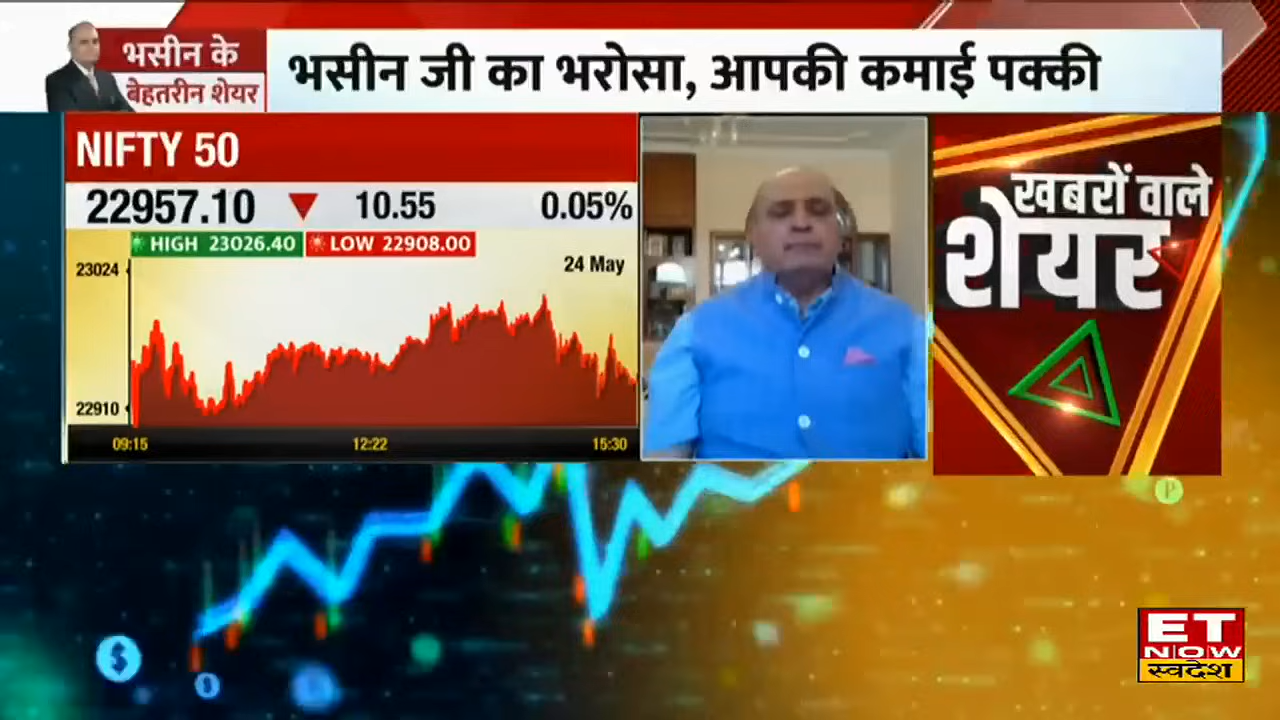 भसीन के
बेहतरीन शेयर
भसीन जी का भरोसा, आपकी कमाई पक्की
NIFTY 50
22957.10 10.55 0.05%
HIGH 23026.40 LOW 22908.00
24 May
23024
22910
09:15 12:22 15:30
खबरों वाले
शेयर
$
$
P
ET
NOW
स्वदेश